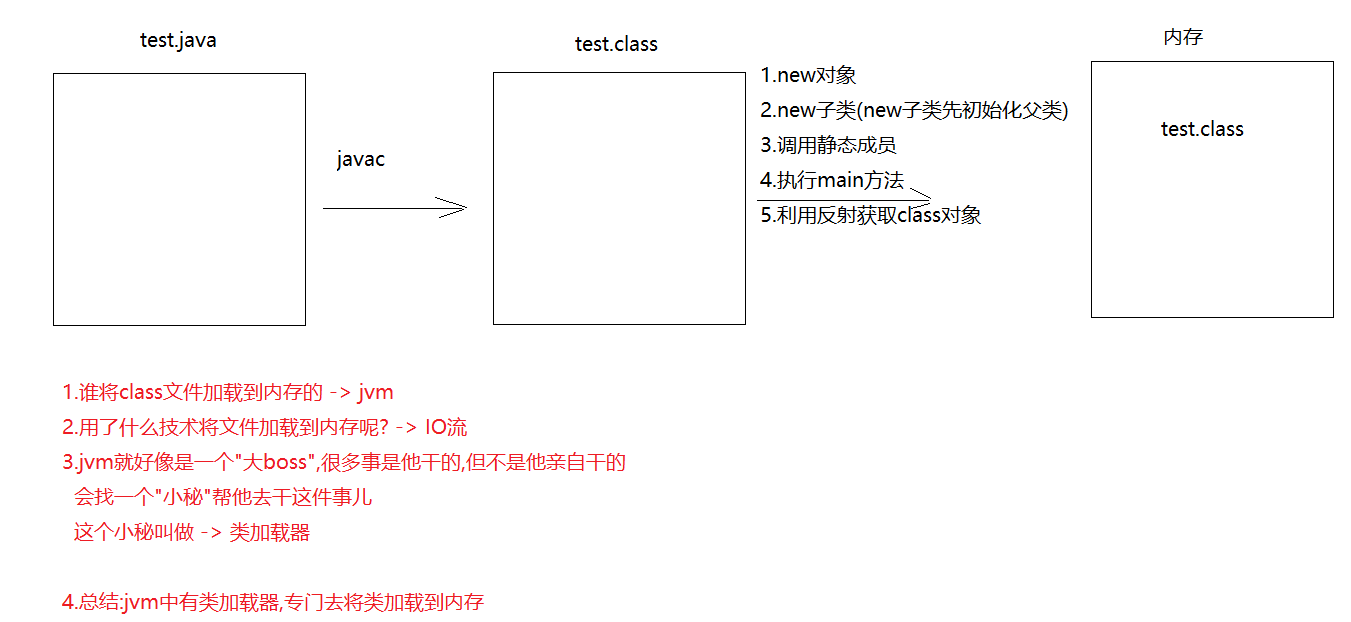 test.java
test.class
内存
1.new对象
2.new子类(new子类先初始化父类)
3.调用静态成员
4.执行main方法
5.利用反射获取class对象
javac
test.class
1.谁将class文件加载到内存的 -> jvm
2.用了什么技术将文件加载到内存呢? -> IO流
3.jvm就好像是一个"大boss",很多事是他干的,但不是他亲自干的
会找一个"小秘"帮他去干这件事儿
这个小秘叫做 -> 类加载器
4.总结:jvm中有类加载器,专门去将类加载到内存